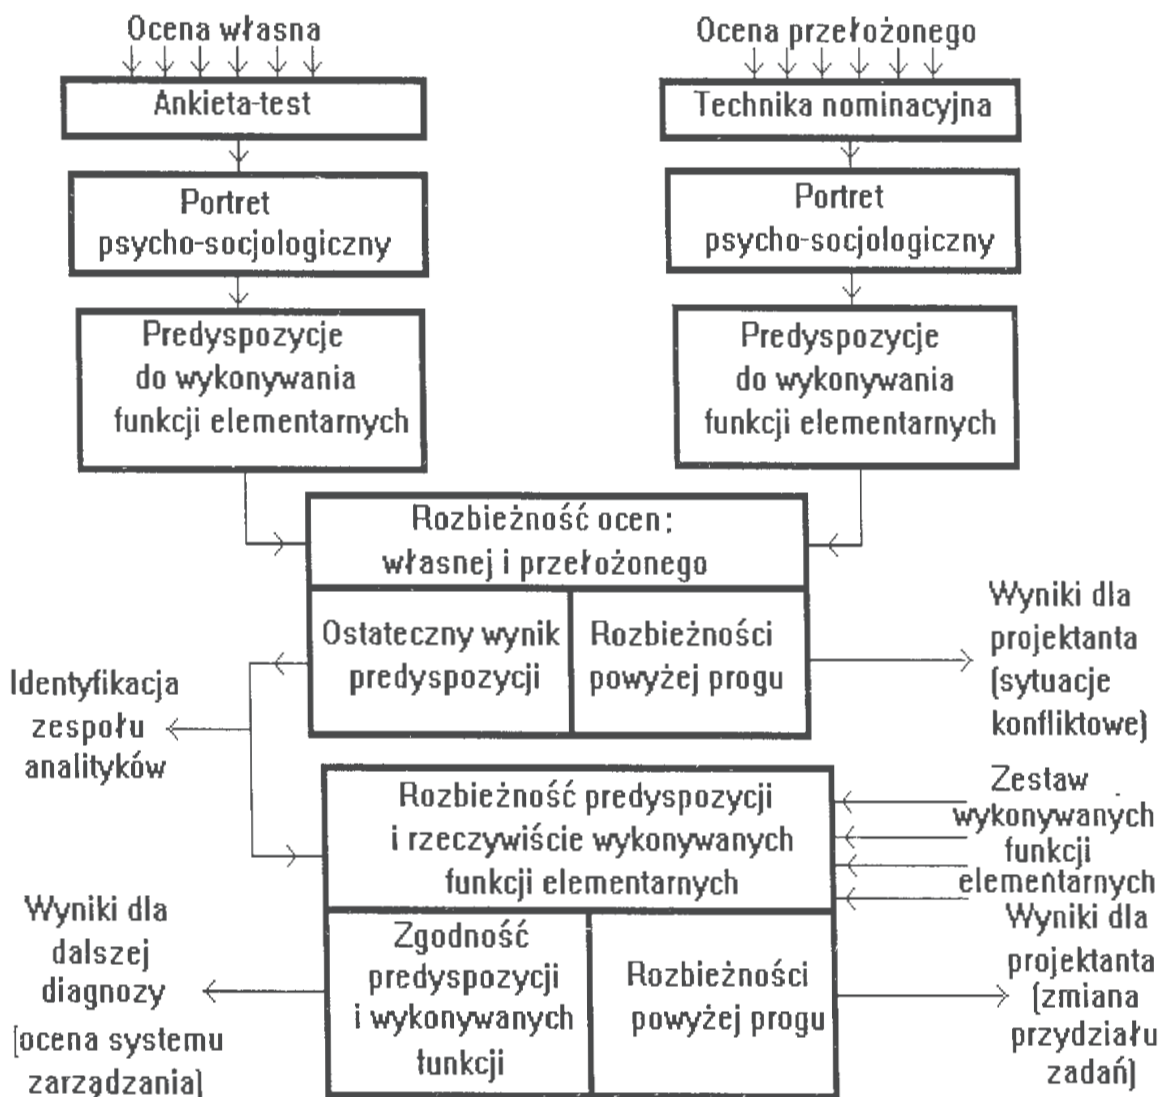 Ocena własna
Ankieta-test
Portret
psycho-socjologiczny
Predyspozycje
do wykonywania
funkcji elementarnych
Ocena przełożonego
Technika nominacyjna
Portret
psycho-socjologiczny
Predyspozycje
do wykonywania
funkcji elementarnych
Rozbieżność ocen:
własnej i przełożonego
Ostateczny wynik
predyspozycji
Rozbieżności
powyżej progu
Wyniki dla
projektanta
(sytuacje
konfliktowe)
Identyfikacja
zespołu
analityków
Rozbieżność predyspozycji
i rzeczywiście wykonywanych
funkcji elementarnych
Zestaw
wykonywanych
funkcji
elementarnych
Zgodność
predyspozycji
i wykonywanych
funkcji
Rozbieżności
powyżej progu
Wyniki dla
dalszej
diagnozy
(ocena systemu
zarządzania)
Wyniki dla
projektanta
(zmiana
przydziału
zadań)